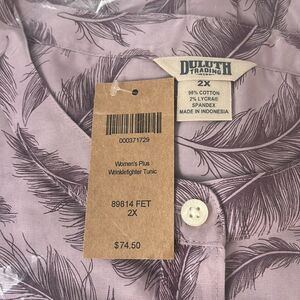 DULUTH
TRADING
2X
98% COTTON
2% LYCRA®
SPANDEX
MADE IN INDONESIA
000371729
Women's Plus
Wrinklefighter Tunic
89814 FET
2X
$74.50